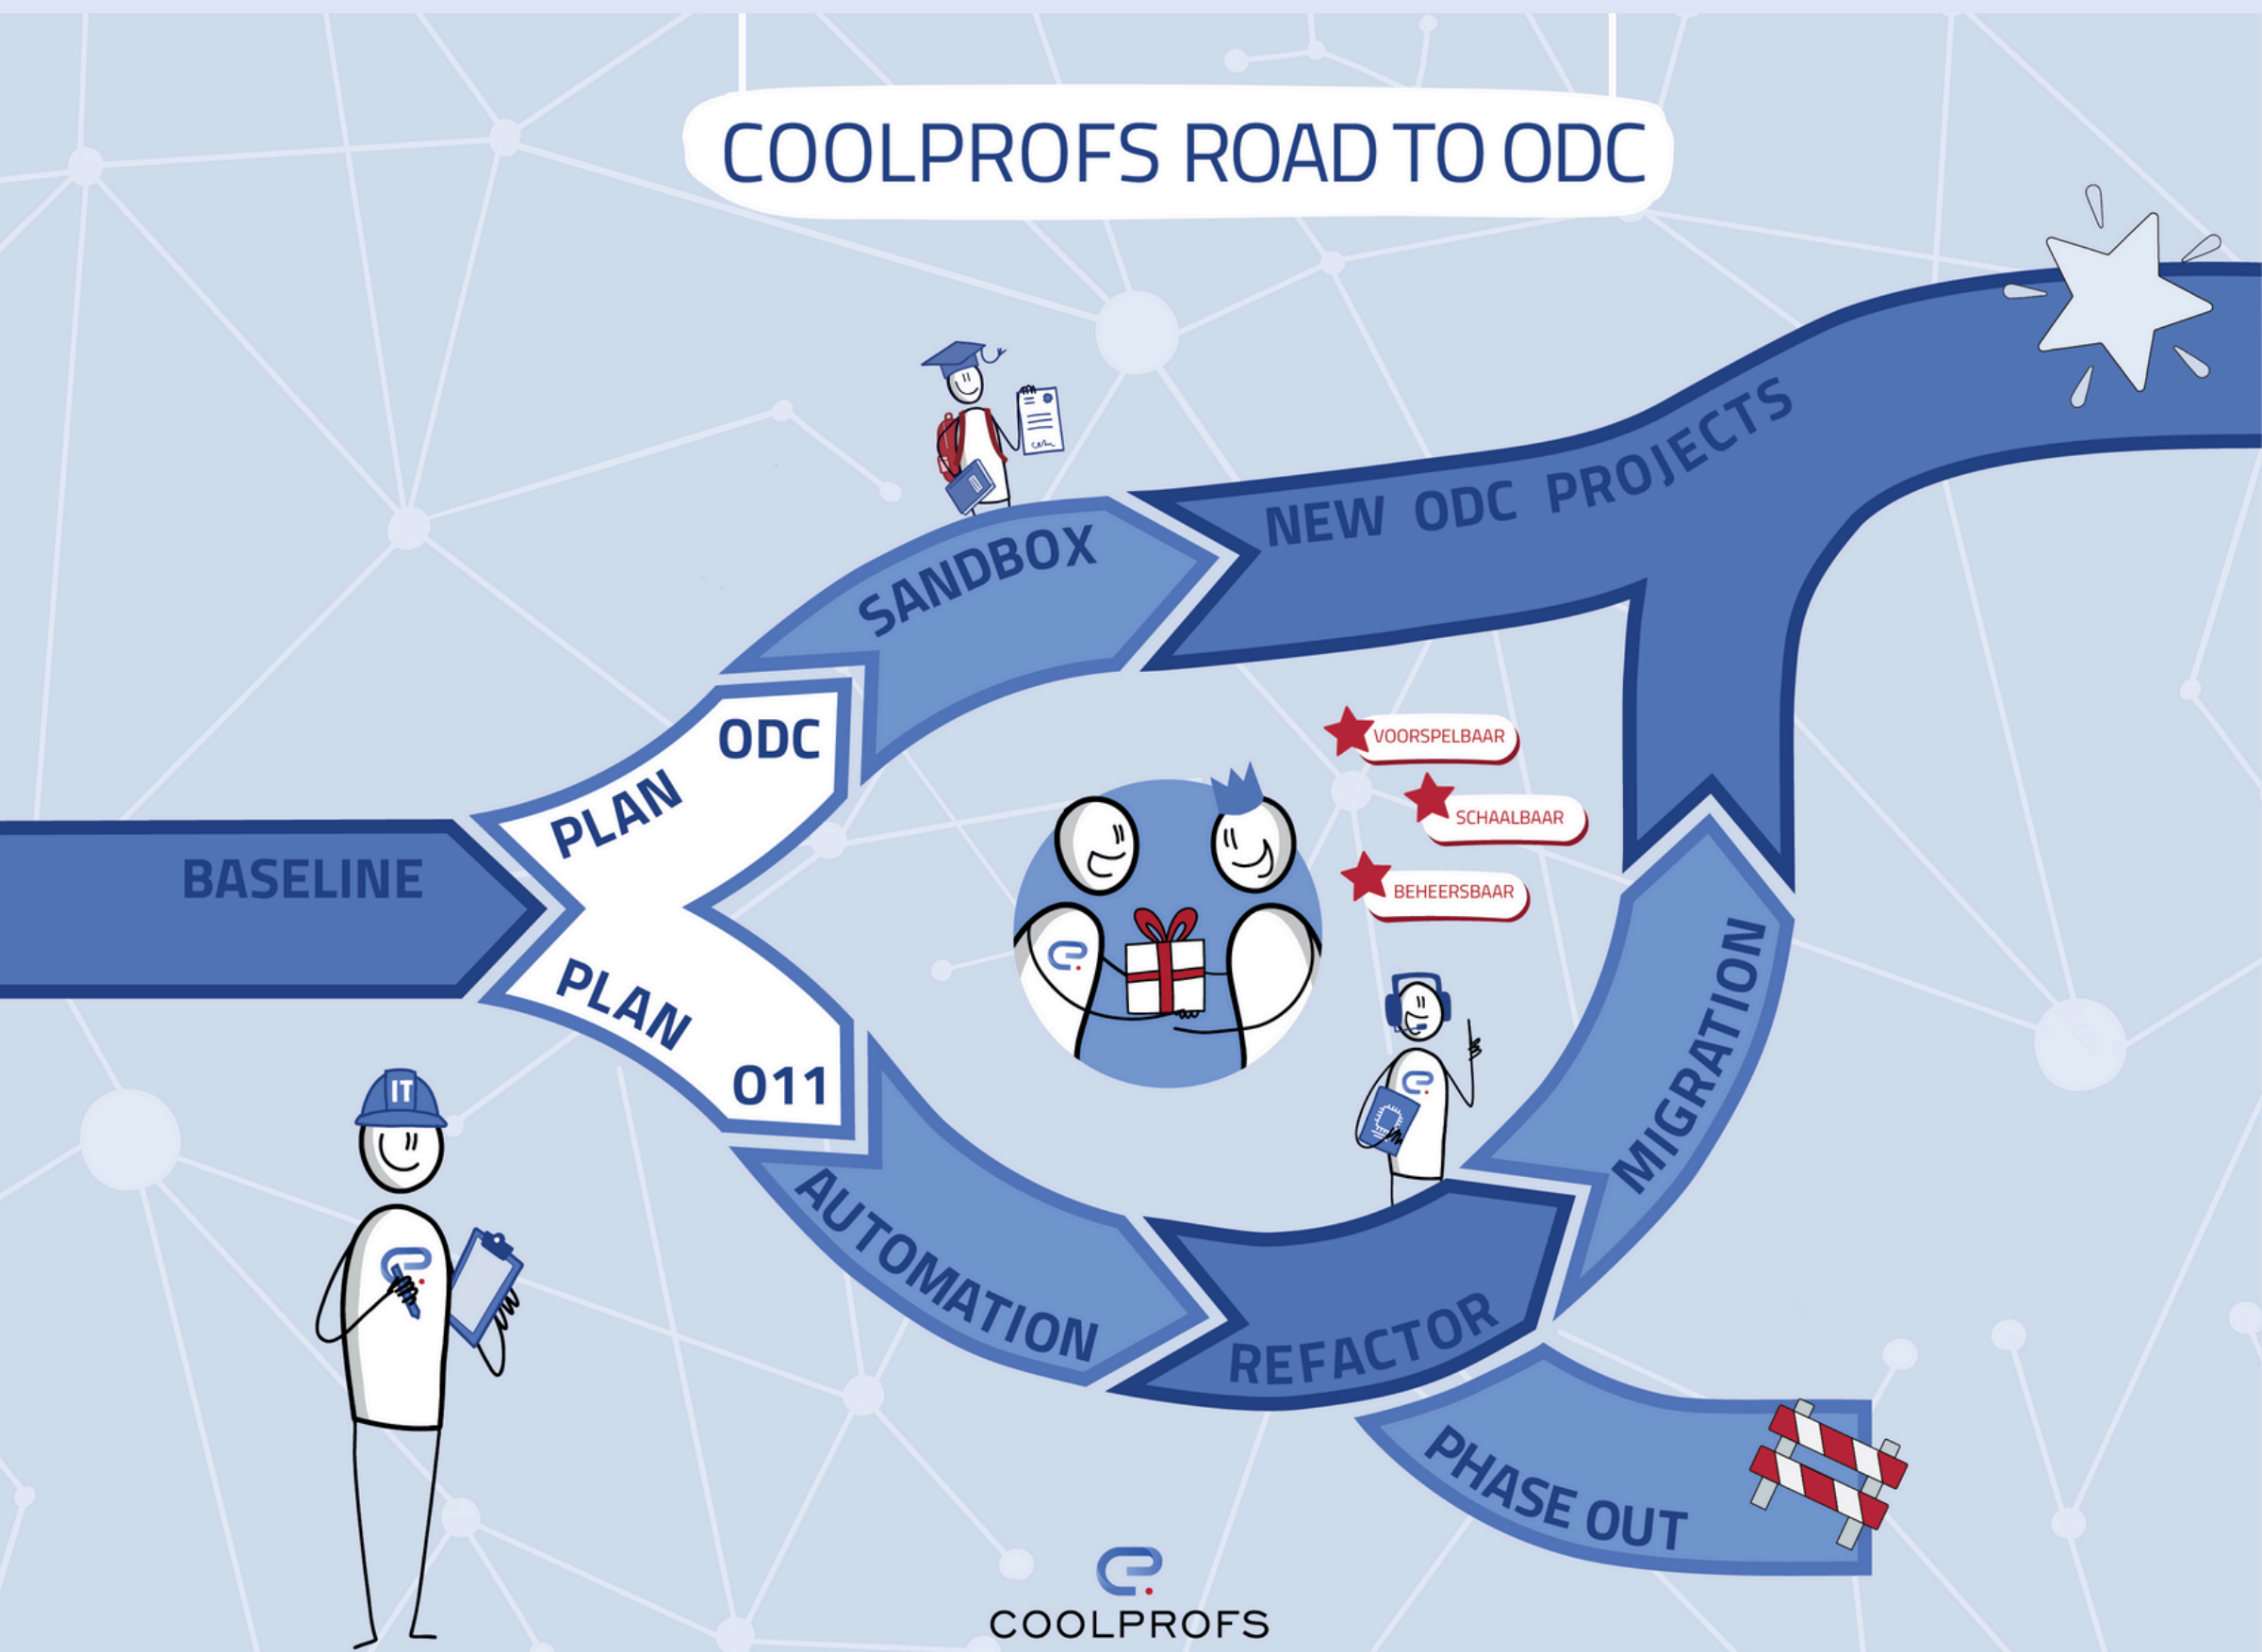 COOLPROFS ROAD TO ODC
SANDBOX
NEW ODC PROJECTS
PLAN ODC
BASELINE
PLAN O11
VOORSPELBAAR
SCHAALBAAR
BEHEERSBAAR
IT
AUTOMATION
REFACTOR
MIGRATION
PHASE OUT
COOLPROFS